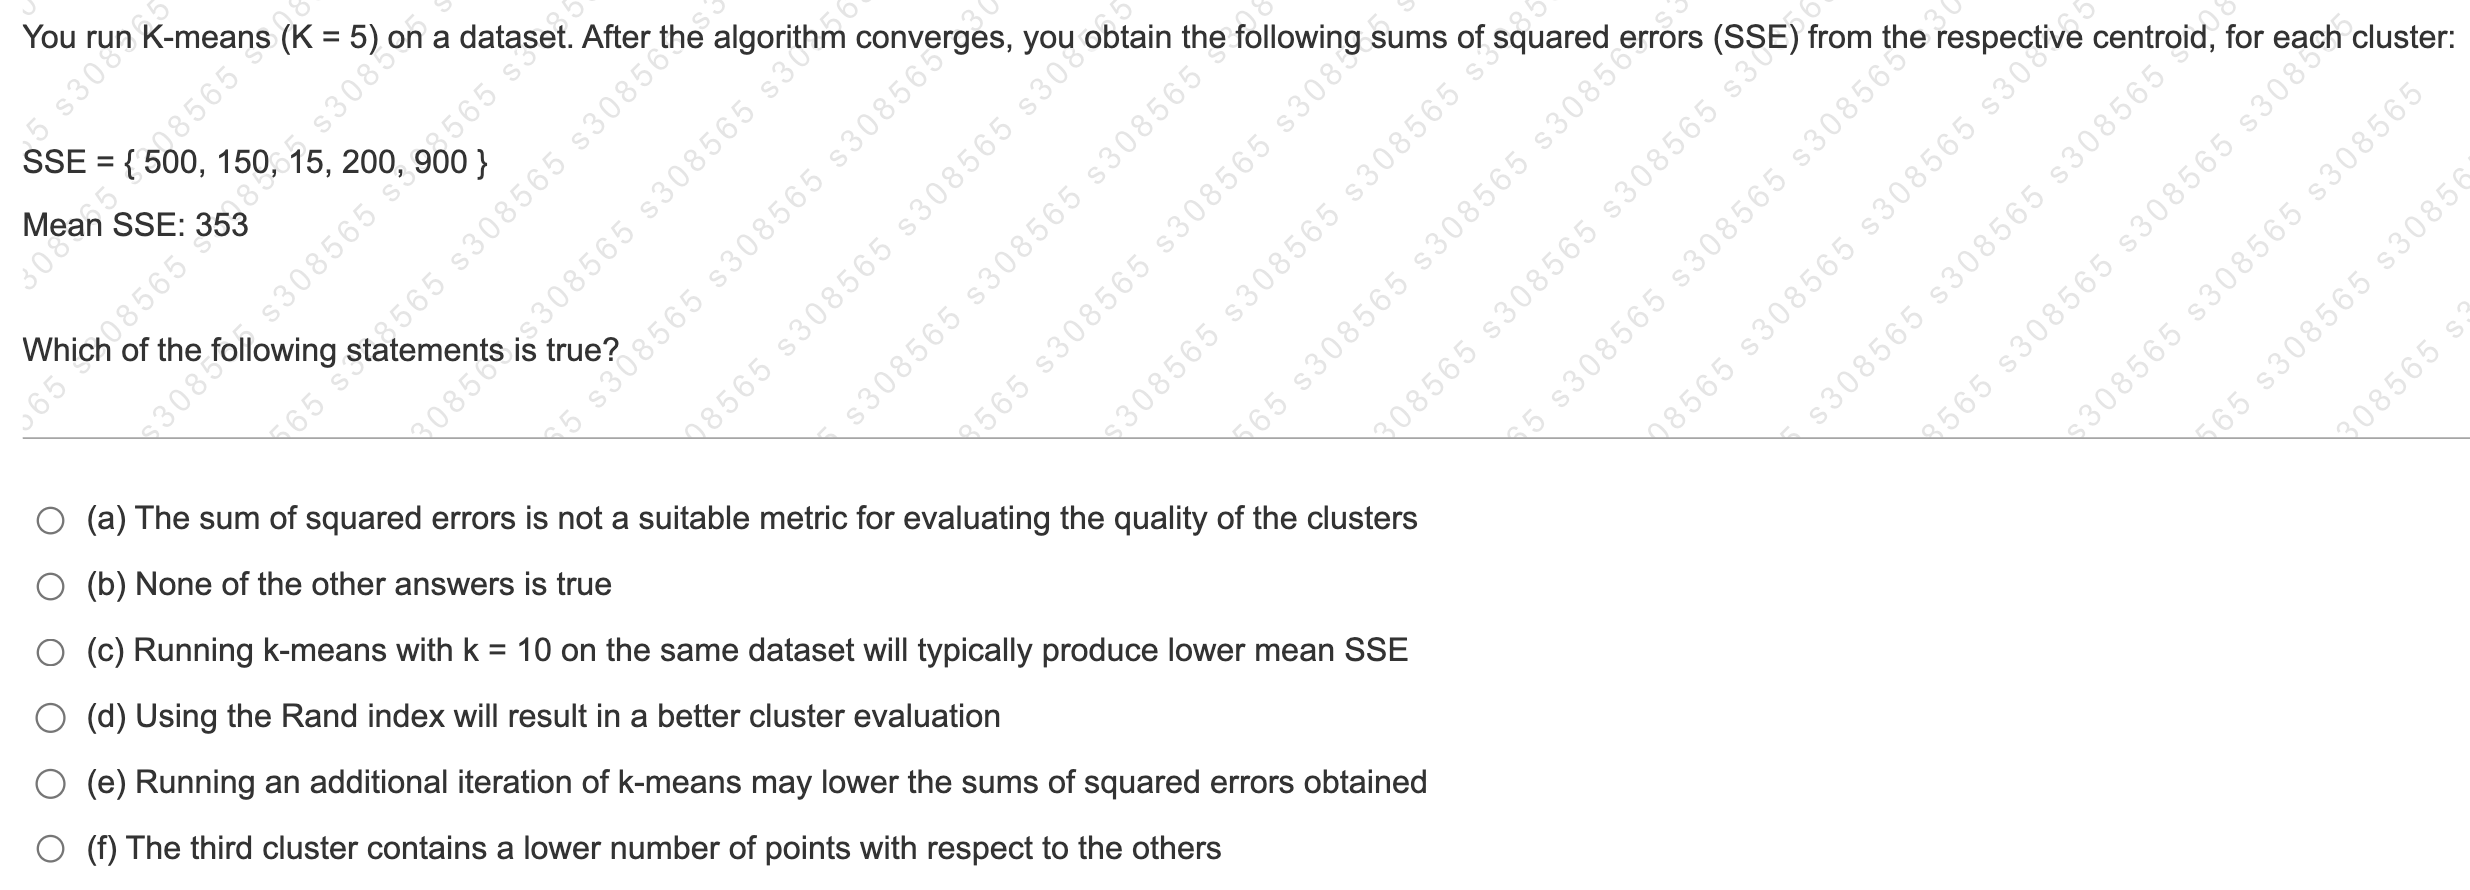 You run K-means (K = 5) on a dataset. After the algorithm converges, you obtain the following sums of squared errors (SSE) from the respective centroid, for each cluster:
SSE = { 500, 150, 15, 200, 900 }
Mean SSE: 353
Which of the following statements is true?
(a) The sum of squared errors is not a suitable metric for evaluating the quality of the clusters
(b) None of the other answers is true
(c) Running k-means with k = 10 on the same dataset will typically produce lower mean SSE
(d) Using the Rand index will result in a better cluster evaluation
(e) Running an additional iteration of k-means may lower the sums of squared errors obtained
(f) The third cluster contains a lower number of points with respect to the others
s308565